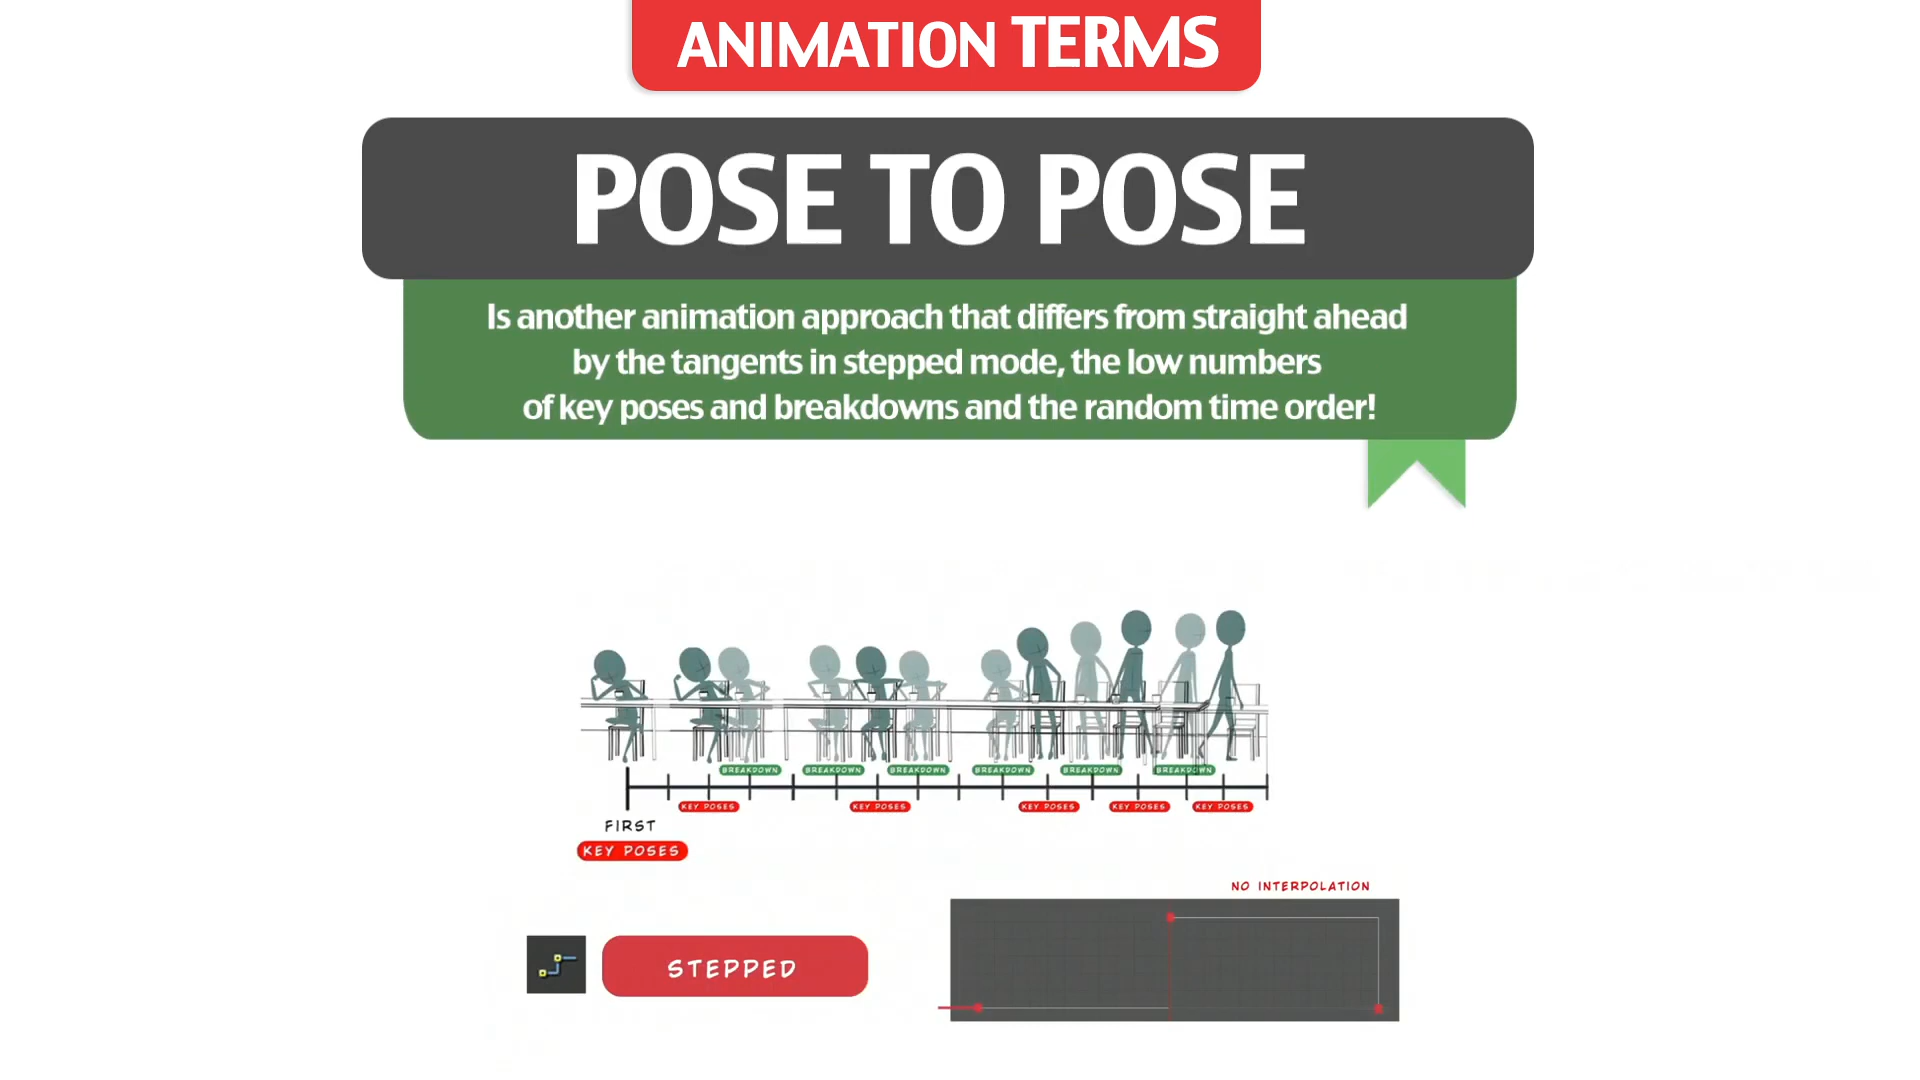 ANIMATION TERMS
POSE TO POSE
Is another animation approach that differs from straight ahead
by the tangents in stepped mode, the low numbers
of key poses and breakdowns and the random time order!
BREAKDOWN BREAKDOWN BREAKDOWN BREAKDOWN BREAKDOWN BREAKDOWN
KEY POSES KEY POSES KEY POSES KEY POSES KEY POSES
FIRST
KEY POSES
NO INTERPOLATION
STEPPED